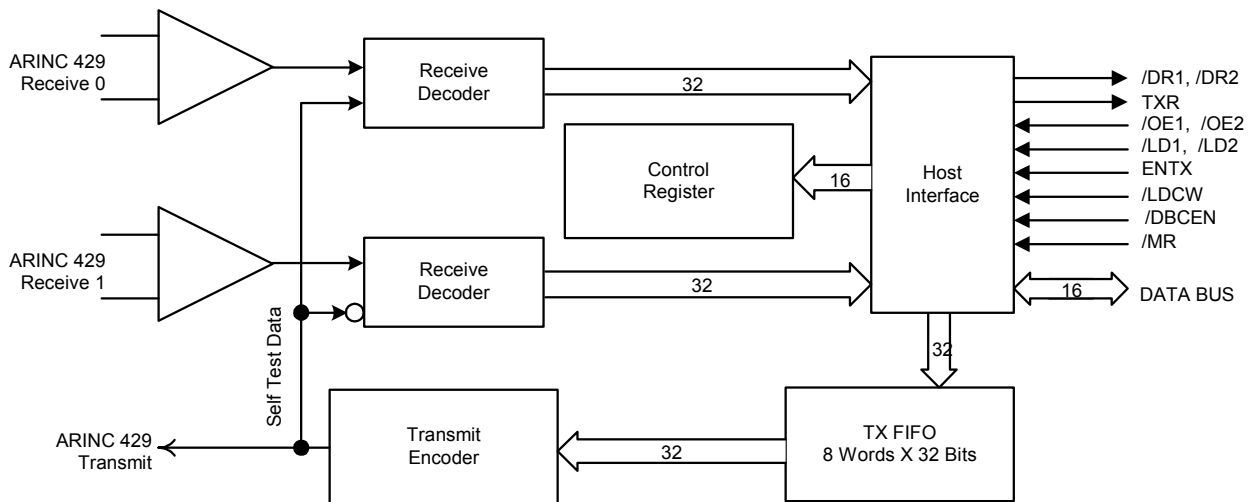 ARINC 429
Receive 0
Receive
Decoder
32
/DR1, /DR2
TXR
/OE1, /OE2
/LD1, /LD2
ENTX
/LDCW
/DBCEN
/MR
Control
Register
16
Host
Interface
ARINC 429
Receive 1
Receive
Decoder
32
16
DATA BUS
Self Test Data
32
ARINC 429
Transmit
Transmit
Encoder
32
TX FIFO
8 Words X 32 Bits